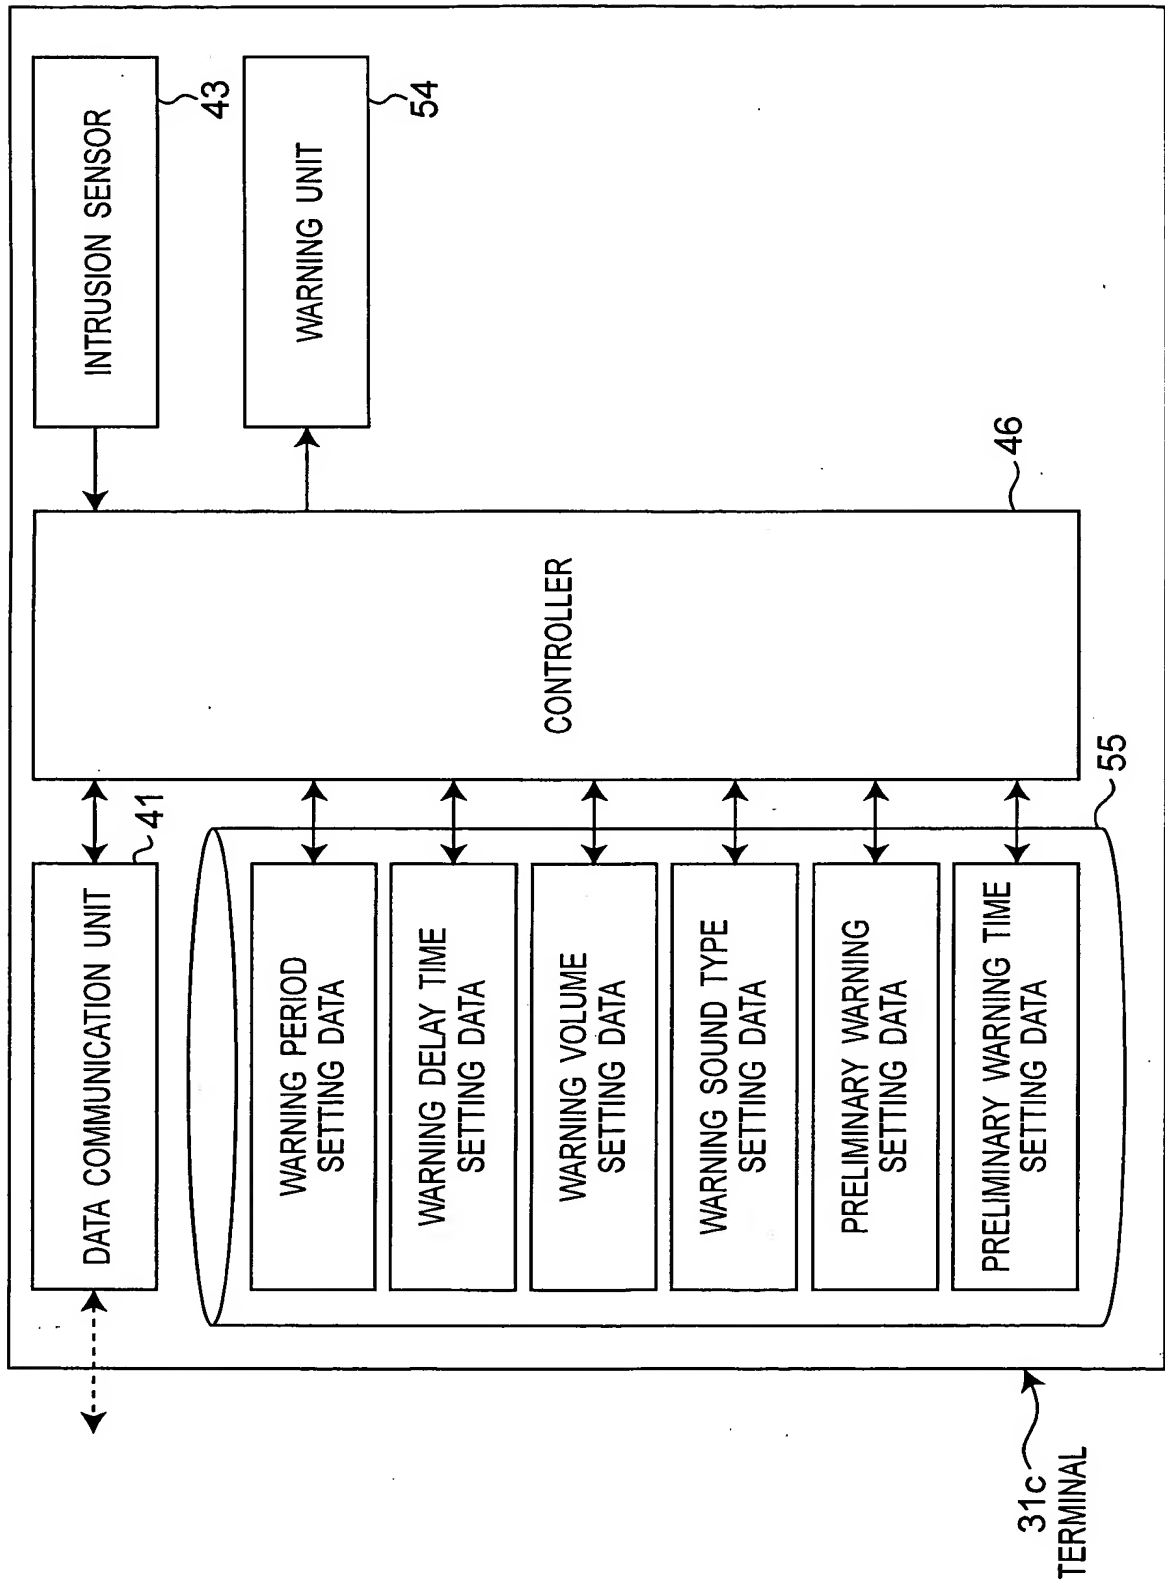 31c
TERMINAL
DATA COMMUNICATION UNIT
41
WARNING PERIOD
SETTING DATA
WARNING DELAY TIME
SETTING DATA
WARNING VOLUME
SETTING DATA
WARNING SOUND TYPE
SETTING DATA
PRELIMINARY WARNING
SETTING DATA
PRELIMINARY WARNING TIME
SETTING DATA
55
CONTROLLER
46
INTRUSION SENSOR
43
WARNING UNIT
54